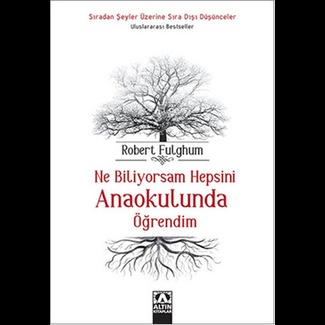 Sıradan Şeyler Üzerine Sıra Dışı Düşünceler
Uluslararası Bestseller
Robert Fulghum
Ne Biliyorsam Hepsini
Anaokulunda
Öğrendim
ALTIN
KİTAPLAR